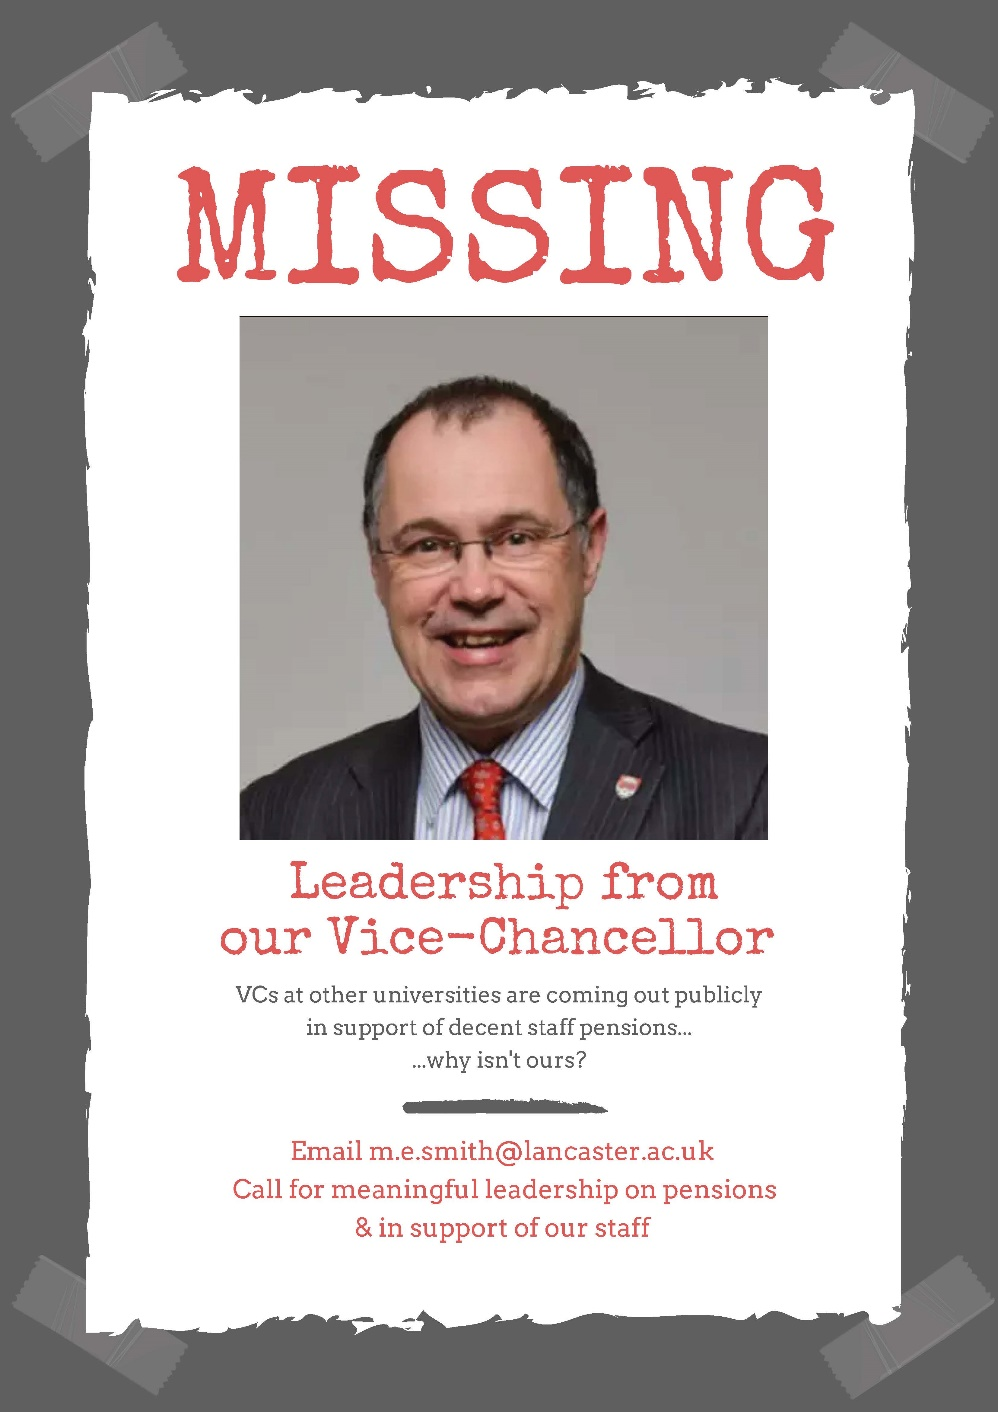 MISSING
Leadership from
our Vice-Chancellor
VCs at other universities are coming out publicly
in support of decent staff pensions...
...why isn't ours?
Email m.e.smith@lancaster.ac.uk
Call for meaningful leadership on pensions
& in support of our staff